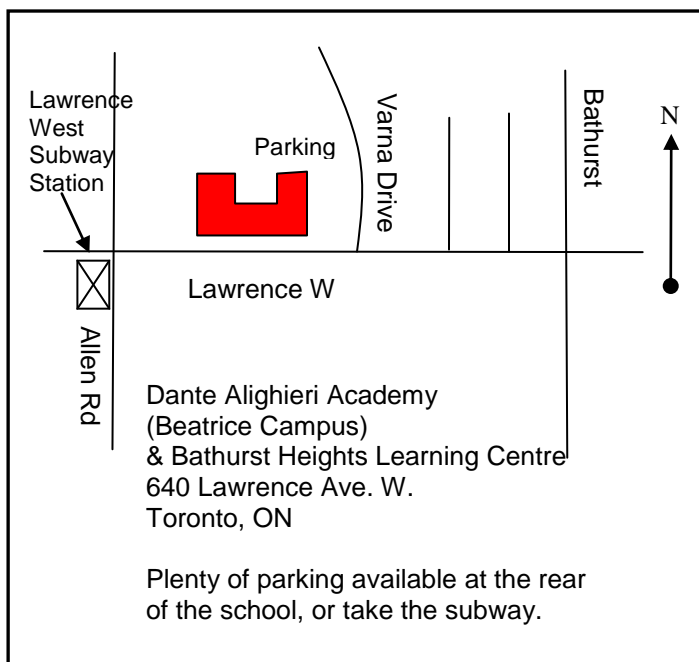 Lawrence
West
Subway
Station
Parking
Varna Drive
Bathurst
N
Lawrence W
Allen Rd
Dante Alighieri Academy
(Beatrice Campus)
& Bathurst Heights Learning Centre
640 Lawrence Ave. W.
Toronto, ON
Plenty of parking available at the rear
of the school, or take the subway.